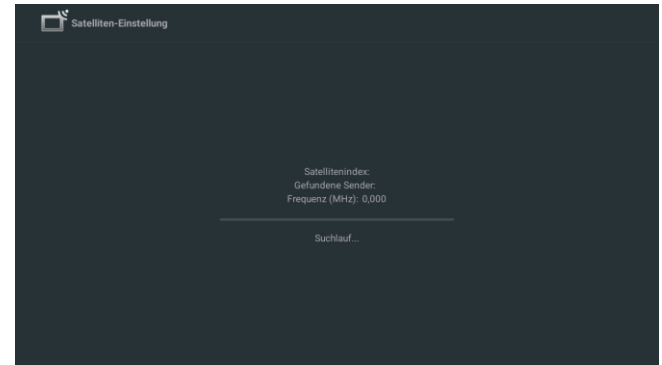 Satelliten-Einstellung
Satellitenindex:
Gefundene Sender:
Frequenz (MHz): 0,000
Suchlauf...